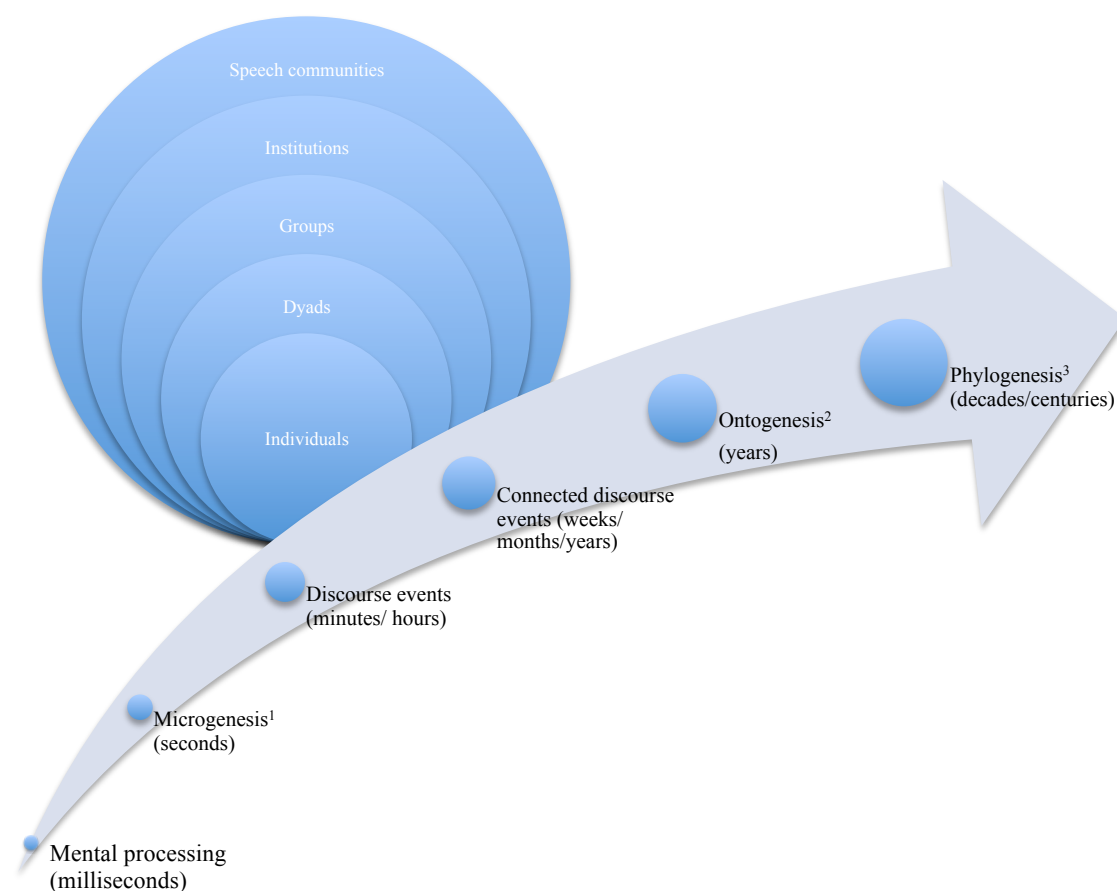 Speech communities
Institutions
Groups
Dyads
Individuals
Phylogenesis³
(decades/centuries)
Ontogenesis²
(years)
Connected discourse
events (weeks/
months/years)
Discourse events
(minutes/ hours)
Microgenesis¹
(seconds)
Mental processing
(milliseconds)